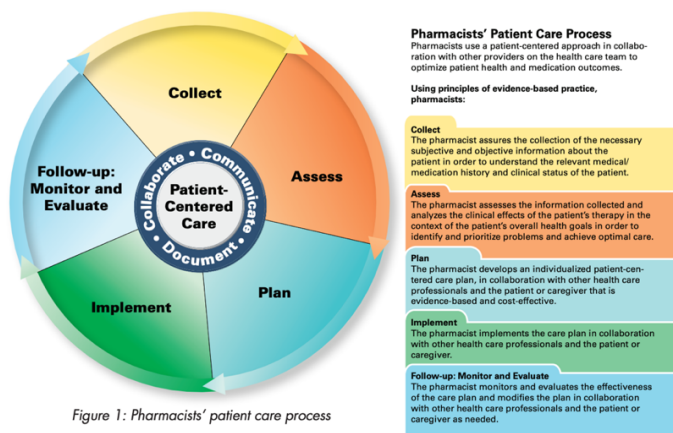 Collect
Assess
Plan
Implement
Follow-up:
Monitor and
Evaluate
Collaborate • Communicate • Document •
Patient-
Centered
Care
Figure 1: Pharmacists' patient care process
Pharmacists' Patient Care Process
Pharmacists use a patient-centered approach in collabo-
ration with other providers on the health care team to
optimize patient health and medication outcomes.
Using principles of evidence-based practice,
pharmacists:
Collect
The pharmacist assures the collection of the necessary
subjective and objective information about the
patient in order to understand the relevant medical/
medication history and clinical status of the patient.
Assess
The pharmacist assesses the information collected and
analyzes the clinical effects of the patient's therapy in the
context of the patient's overall health goals in order to
identify and prioritize problems and achieve optimal care.
Plan
The pharmacist develops an individualized patient-cen-
tered care plan, in collaboration with other health care
professionals and the patient or caregiver that is
evidence-based and cost-effective.
Implement
The pharmacist implements the care plan in collaboration
with other health care professionals and the patient or
caregiver.
Follow-up: Monitor and Evaluate
The pharmacist monitors and evaluates the effectiveness
of the care plan and modifies the plan in collaboration
with other health care professionals and the patient or
caregiver as needed.